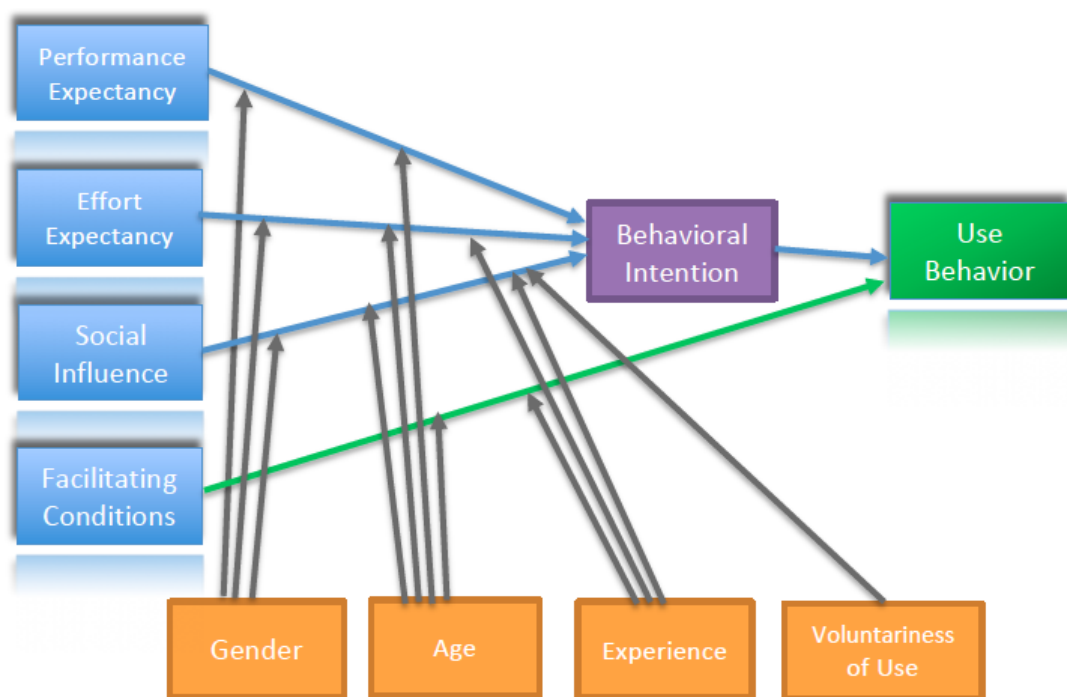 Performance
Expectancy
Effort
Expectancy
Social
Influence
Facilitating
Conditions
Behavioral
Intention
Use
Behavior
Gender
Age
Experience
Voluntariness
of Use